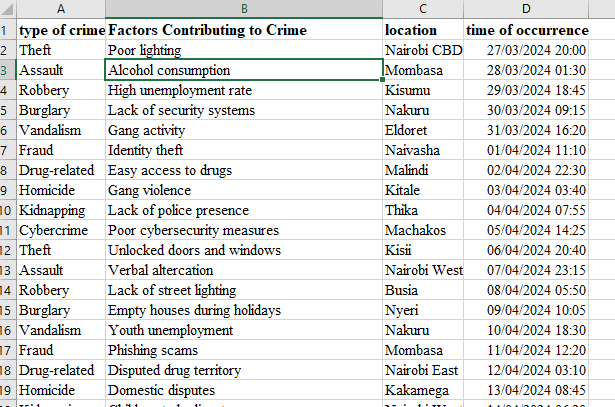 A B C D
1 type of crime Factors Contributing to Crime location time of occurrence
2 Theft Poor lighting Nairobi CBD 27/03/2024 20:00
3 Assault Alcohol consumption Mombasa 28/03/2024 01:30
4 Robbery High unemployment rate Kisumu 29/03/2024 18:45
5 Burglary Lack of security systems Nakuru 30/03/2024 09:15
6 Vandalism Gang activity Eldoret 31/03/2024 16:20
7 Fraud Identity theft Naivasha 01/04/2024 11:10
8 Drug-related Easy access to drugs Malindi 02/04/2024 22:30
9 Homicide Gang violence Kitale 03/04/2024 03:40
10 Kidnapping Lack of police presence Thika 04/04/2024 07:55
11 Cybercrime Poor cybersecurity measures Machakos 05/04/2024 14:25
12 Theft Unlocked doors and windows Kisii 06/04/2024 20:40
13 Assault Verbal altercation Nairobi West 07/04/2024 23:15
14 Robbery Lack of street lighting Busia 08/04/2024 05:50
15 Burglary Empty houses during holidays Nyeri 09/04/2024 10:05
16 Vandalism Youth unemployment Nakuru 10/04/2024 18:30
17 Fraud Phishing scams Mombasa 11/04/2024 12:20
18 Drug-related Disputed drug territory Nairobi East 12/04/2024 03:10
19 Homicide Domestic disputes Kakamega 13/04/2024 08:45